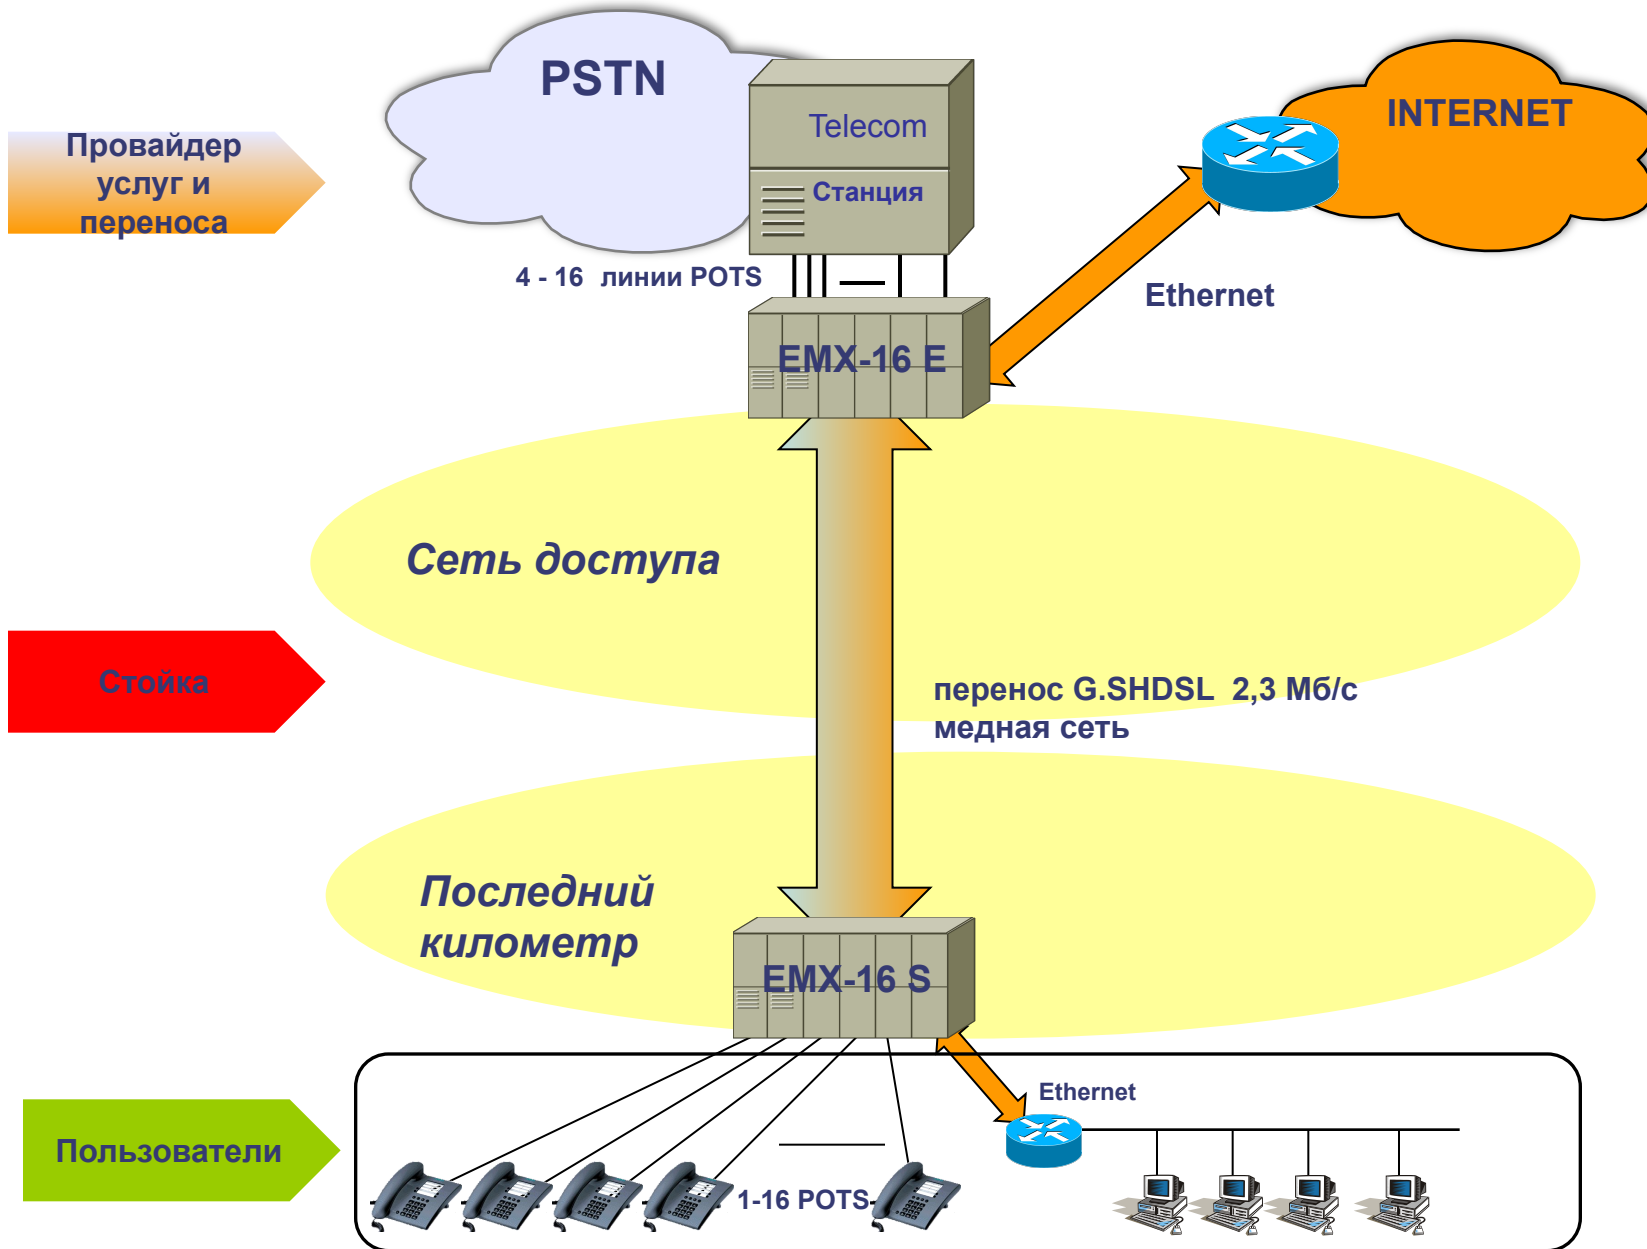 PSTN
Telecom
Станция
INTERNET
Провайдер
услуг и
переноса
4 - 16 линии POTS
Ethernet
EMX-16 E
Сеть доступа
Стойка
перенос G.SHDSL 2,3 Мб/с
медная сеть
Последний
километр
EMX-16 S
Ethernet
Пользователи
1-16 POTS